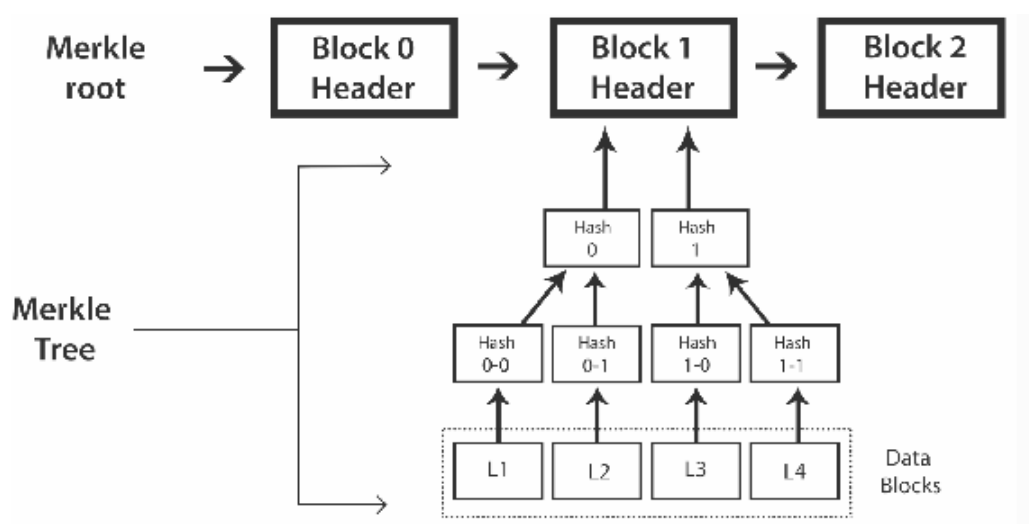 Merkle
root
Block 0
Header
Block 1
Header
Block 2
Header
Hash
0
Hash
1
Merkle
Tree
Hash
0-0
Hash
0-1
Hash
1-0
Hash
1-1
L1
L2
L3
L4
Data
Blocks